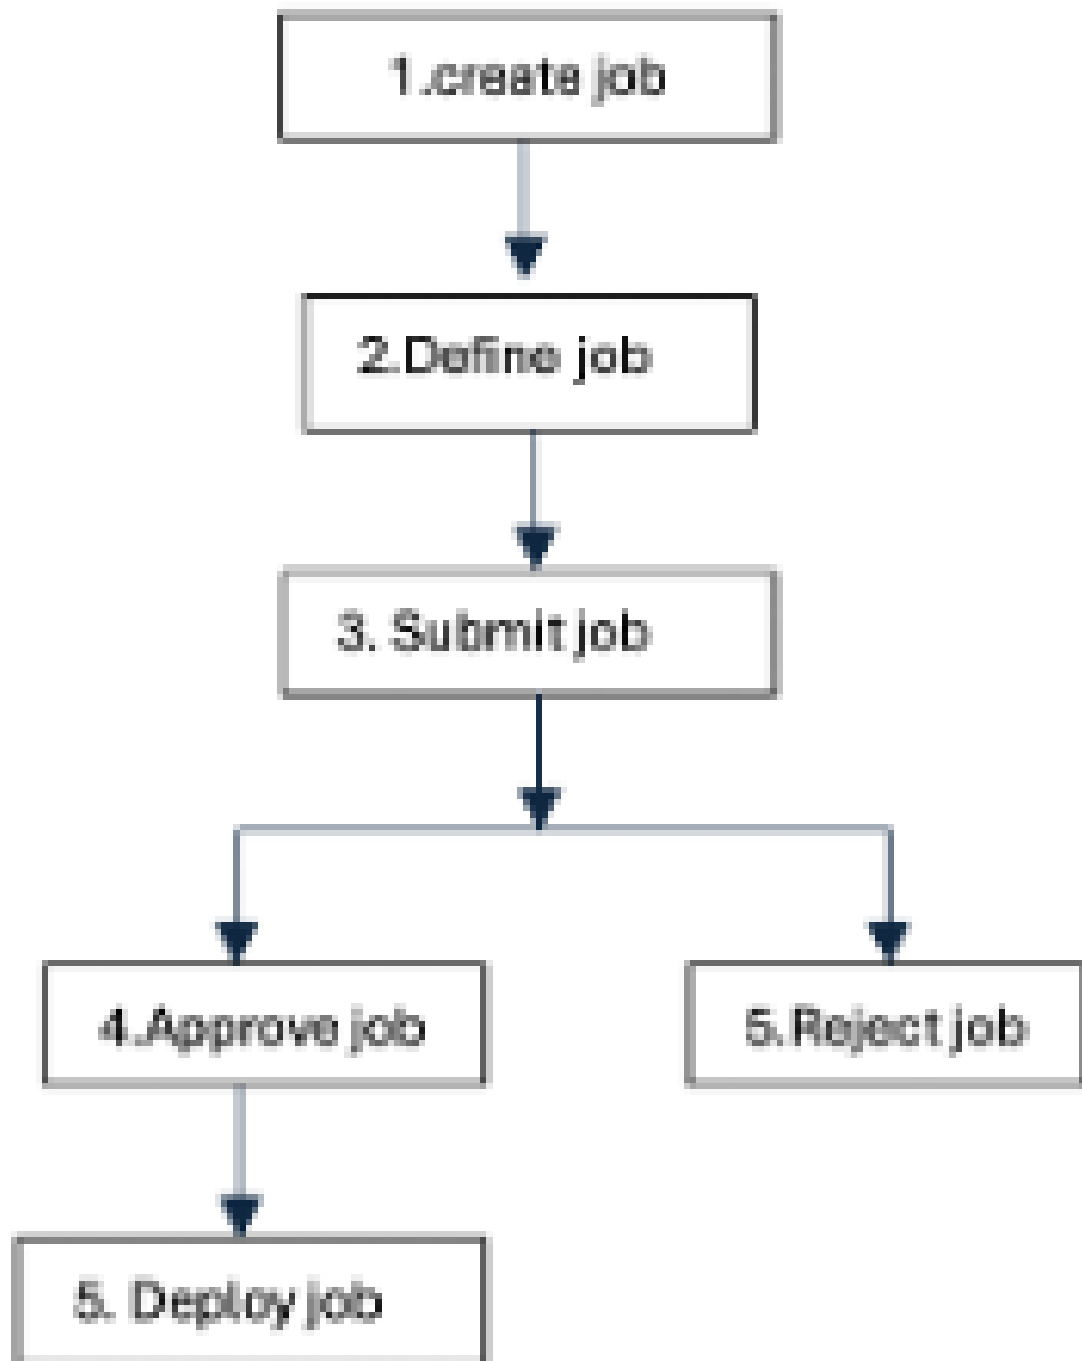 1.create job
2.Define job
3. Submit job
4.Approve job
5.Reject job
5. Deploy job